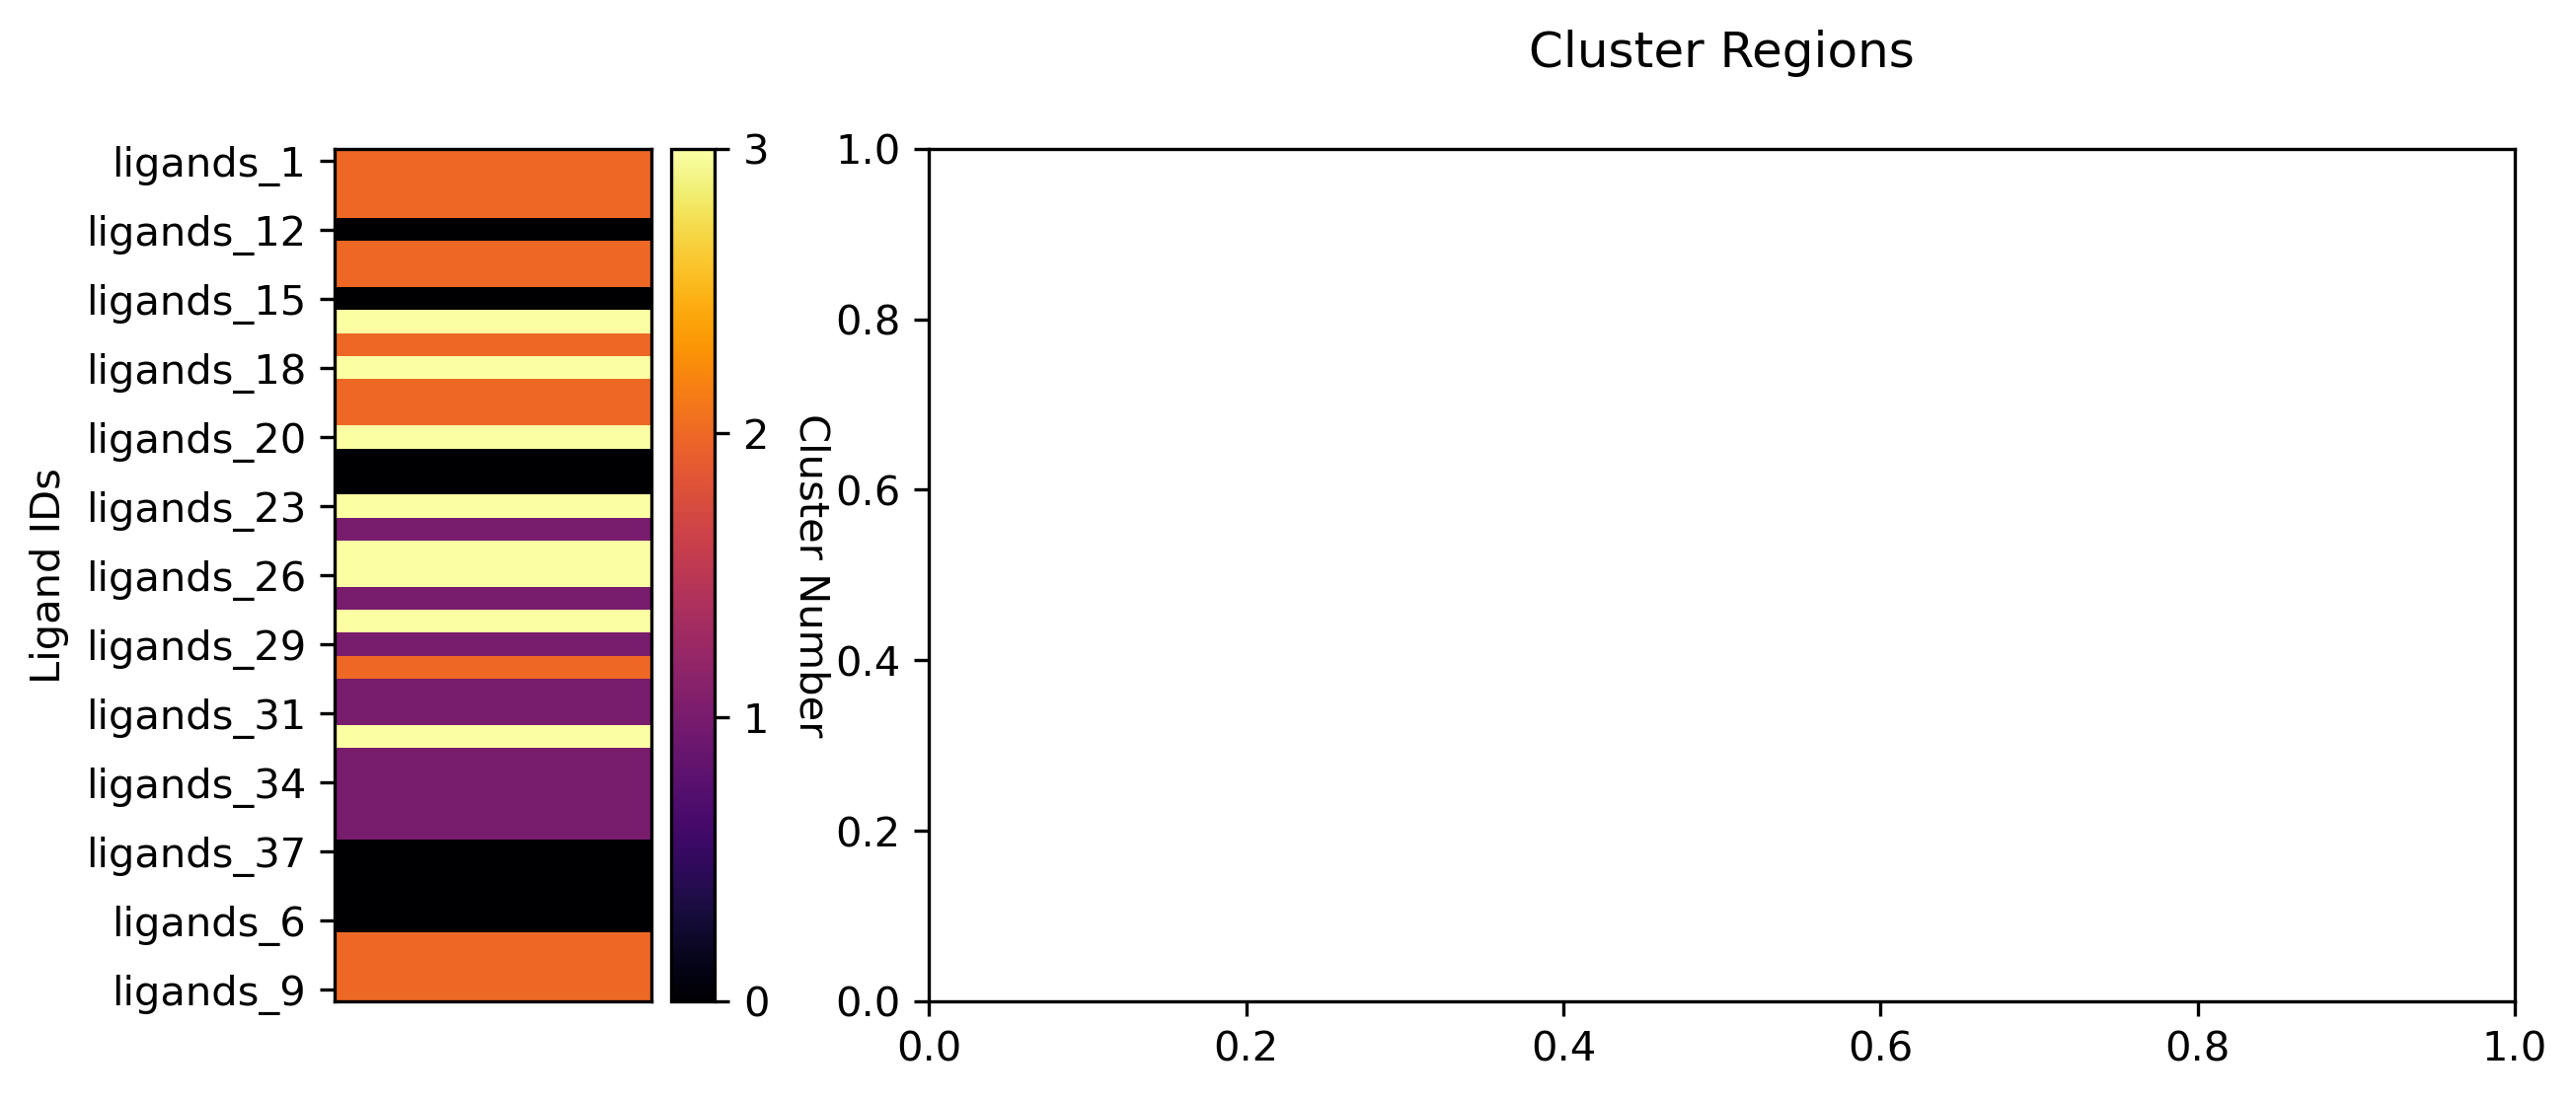 Cluster Regions
Ligand IDs
ligands_1
ligands_12
ligands_15
ligands_18
ligands_20
ligands_23
ligands_26
ligands_29
ligands_31
ligands_34
ligands_37
ligands_6
ligands_9
3
2
1
0
Cluster Number
1.0
0.8
0.6
0.4
0.2
0.0
0.0 0.2 0.4 0.6 0.8 1.0